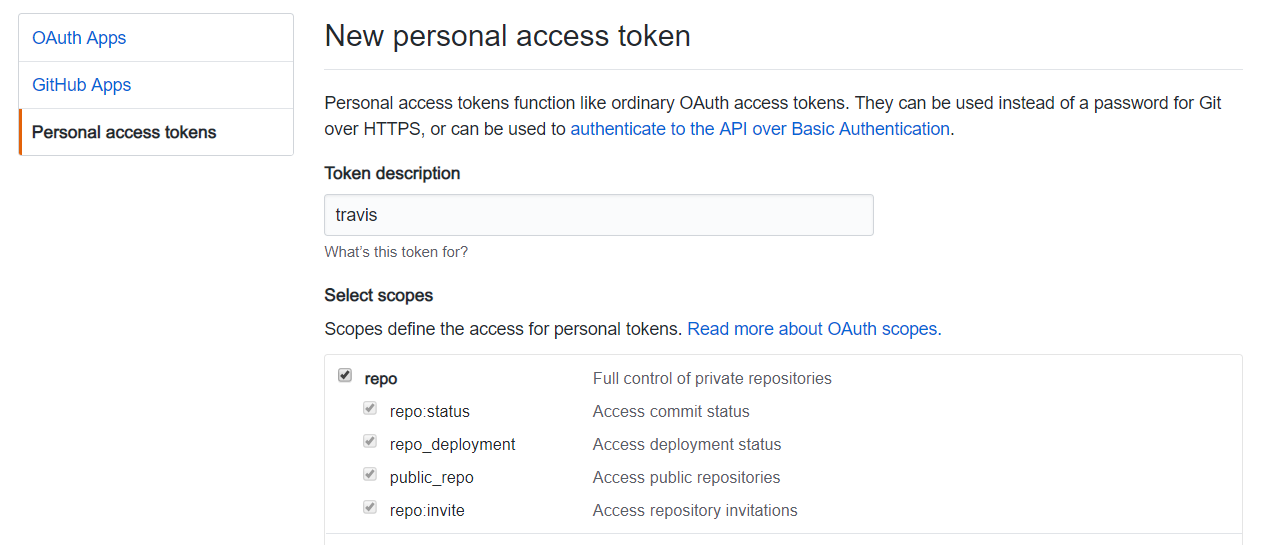 OAuth Apps
GitHub Apps
Personal access tokens
New personal access token
Personal access tokens function like ordinary OAuth access tokens. They can be used instead of a password for Git
over HTTPS, or can be used to authenticate to the API over Basic Authentication.
Token description
travis
What's this token for?
Select scopes
Scopes define the access for personal tokens. Read more about OAuth scopes.
repo Full control of private repositories
repo:status Access commit status
repo_deployment Access deployment status
public_repo Access public repositories
repo:invite Access repository invitations